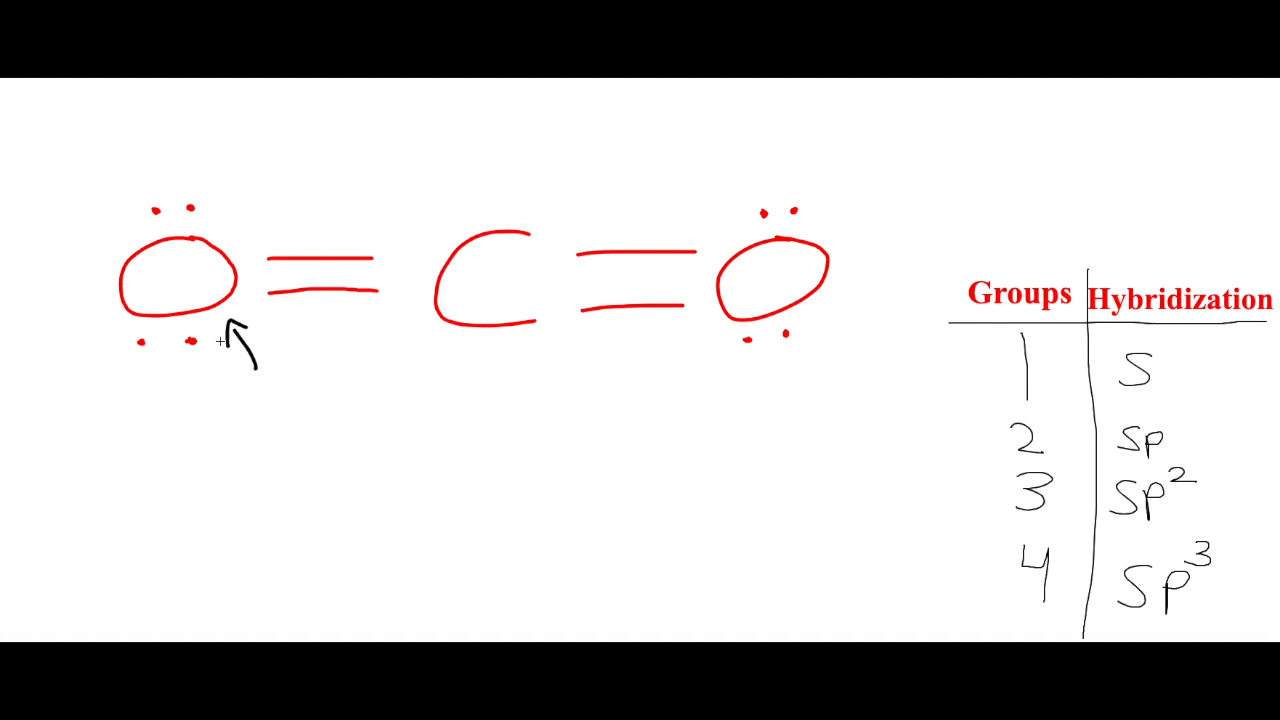 O = C = O
Groups Hybridization
1 S
2 Sp
3 Sp²
4 Sp³